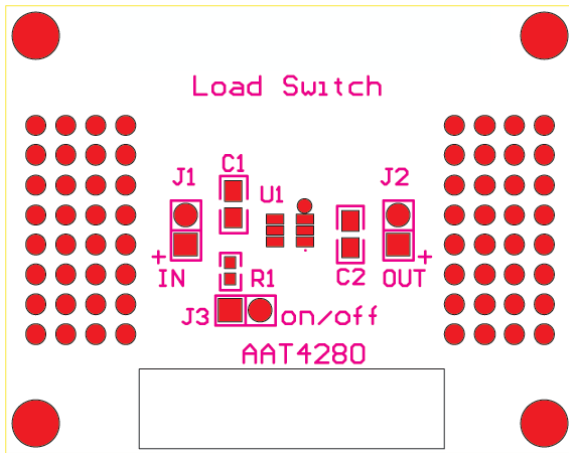 Load Switch
C1
J1
U1
J2
+
+
IN
R1
C2
OUT
J3
on/off
AAT4280